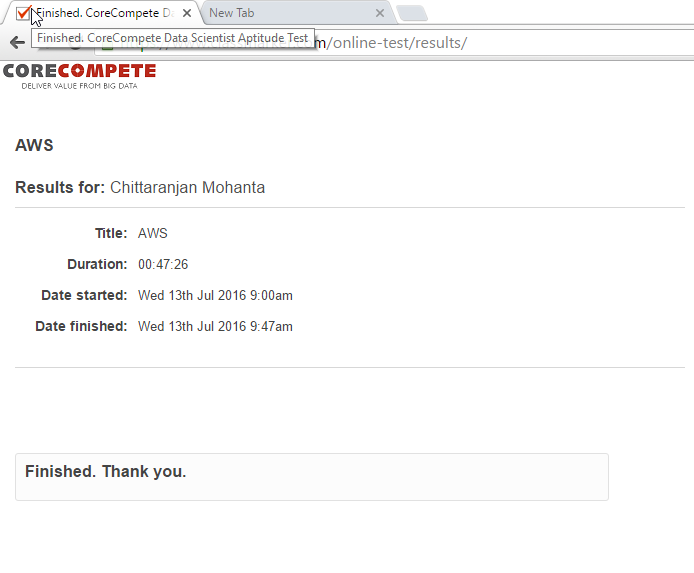 Finished. CoreCompete D
New Tab
Finished. CoreCompete Data Scientist Aptitude Test
/online-test/results/
CORECOMPETE
DELIVER VALUE FROM BIG DATA
AWS
Results for: Chittaranjan Mohanta
Title: AWS
Duration: 00:47:26
Date started: Wed 13th Jul 2016 9:00am
Date finished: Wed 13th Jul 2016 9:47am
Finished. Thank you.